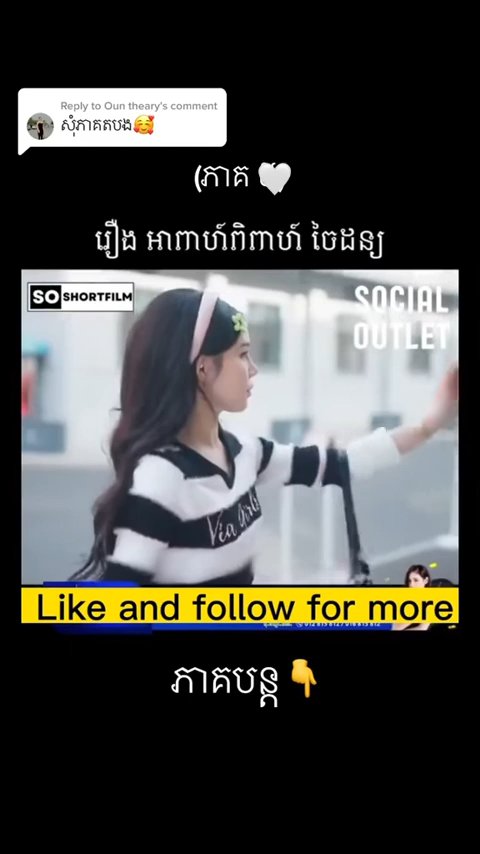 Reply to Oun theary's comment
សុំភាគតបង🥰
(ភាគ 🤍
រឿង អាពាហ៍ពិពាហ៍ ចៃដន្យ
SO SHORTFILM
SOCIAL
OUTLET
Via Girls
Like and follow for more
ភាគបន្ត👇